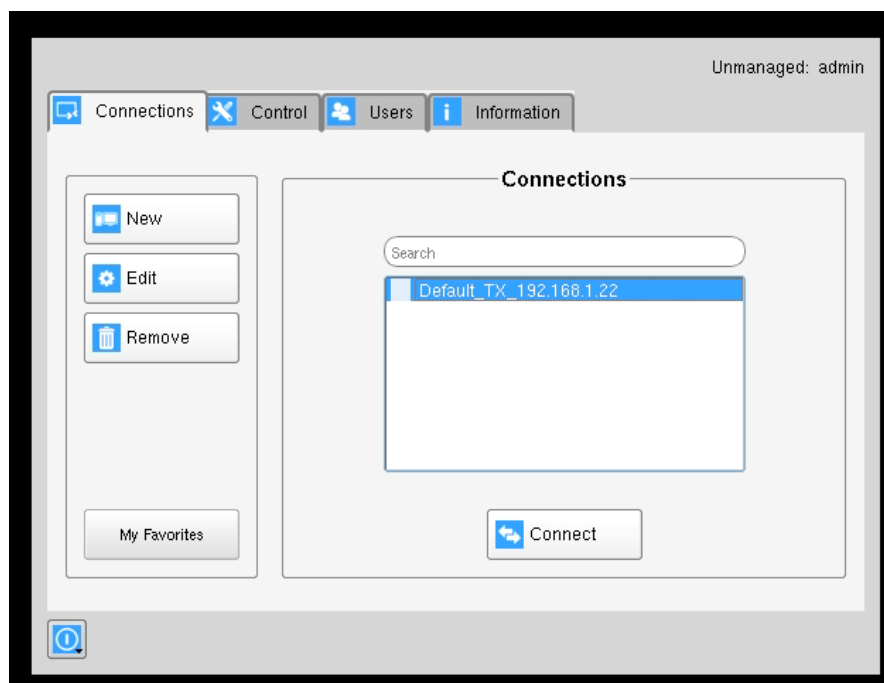 Unmanaged: admin
Connections Control Users Information
Connections
New
Edit
Remove
My Favorites
Search
Default_TX_192.168.1.22
Connect